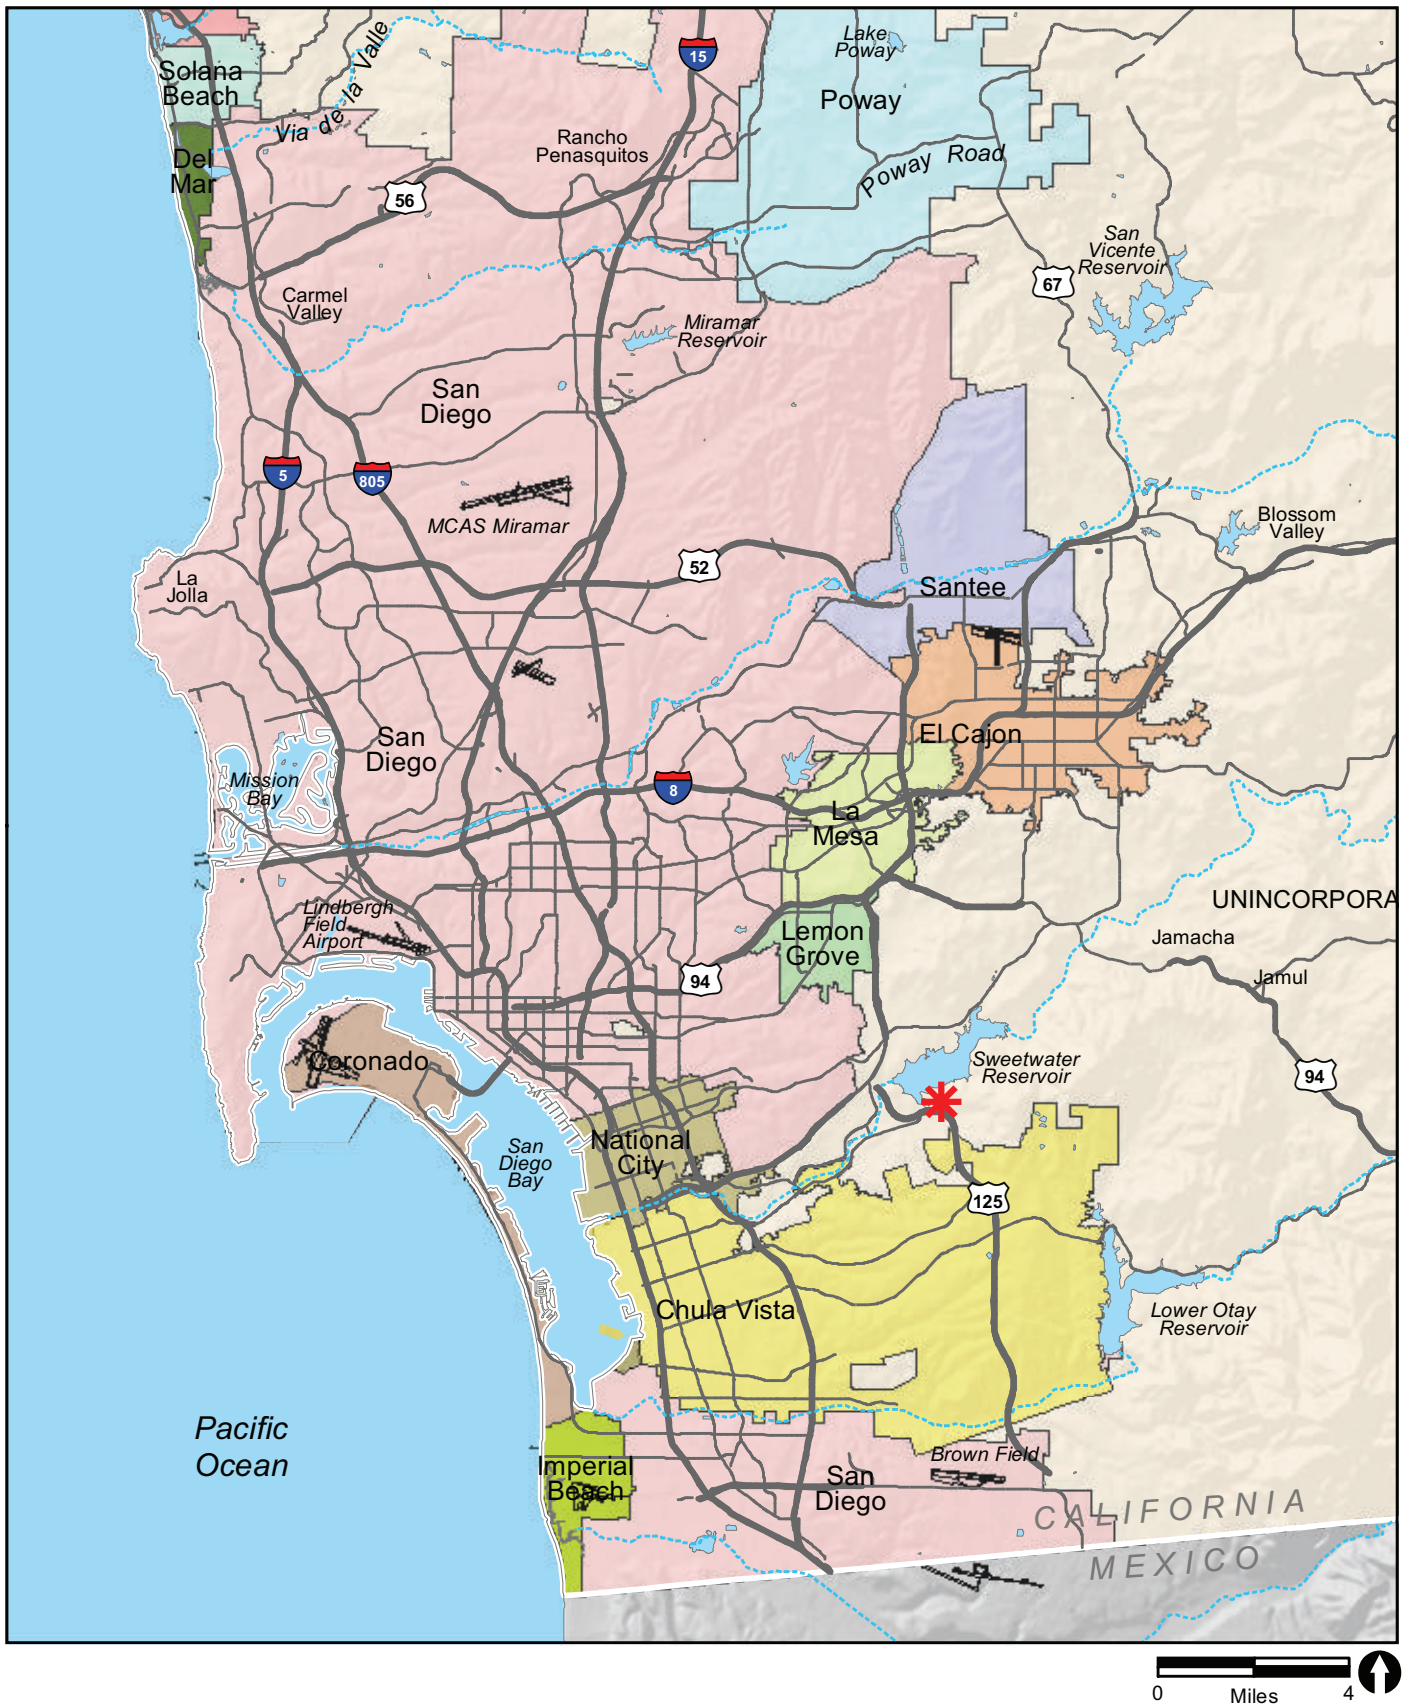 Solana
Beach
Del
Mar
Via de la Valle
15
Lake
Poway
Poway
Poway Road
Rancho
Penasquitos
56
San
Vicente
Reservoir
67
Carmel
Valley
Miramar
Reservoir
San
Diego
5
805
MCAS Miramar
52
Blossom
Valley
La
Jolla
Santee
El Cajon
San
Diego
Mission
Bay
8
La
Mesa
UNINCORPORA
Lindbergh
Field
Airport
Lemon
Grove
Jamacha
Jamul
94
Coronado
Sweetwater
Reservoir
94
National
City
San
Diego
Bay
125
Chula Vista
Lower Otay
Reservoir
Pacific
Ocean
Imperial
Beach
Brown Field
San
Diego
CALIFORNIA
MEXICO
0 Miles 4